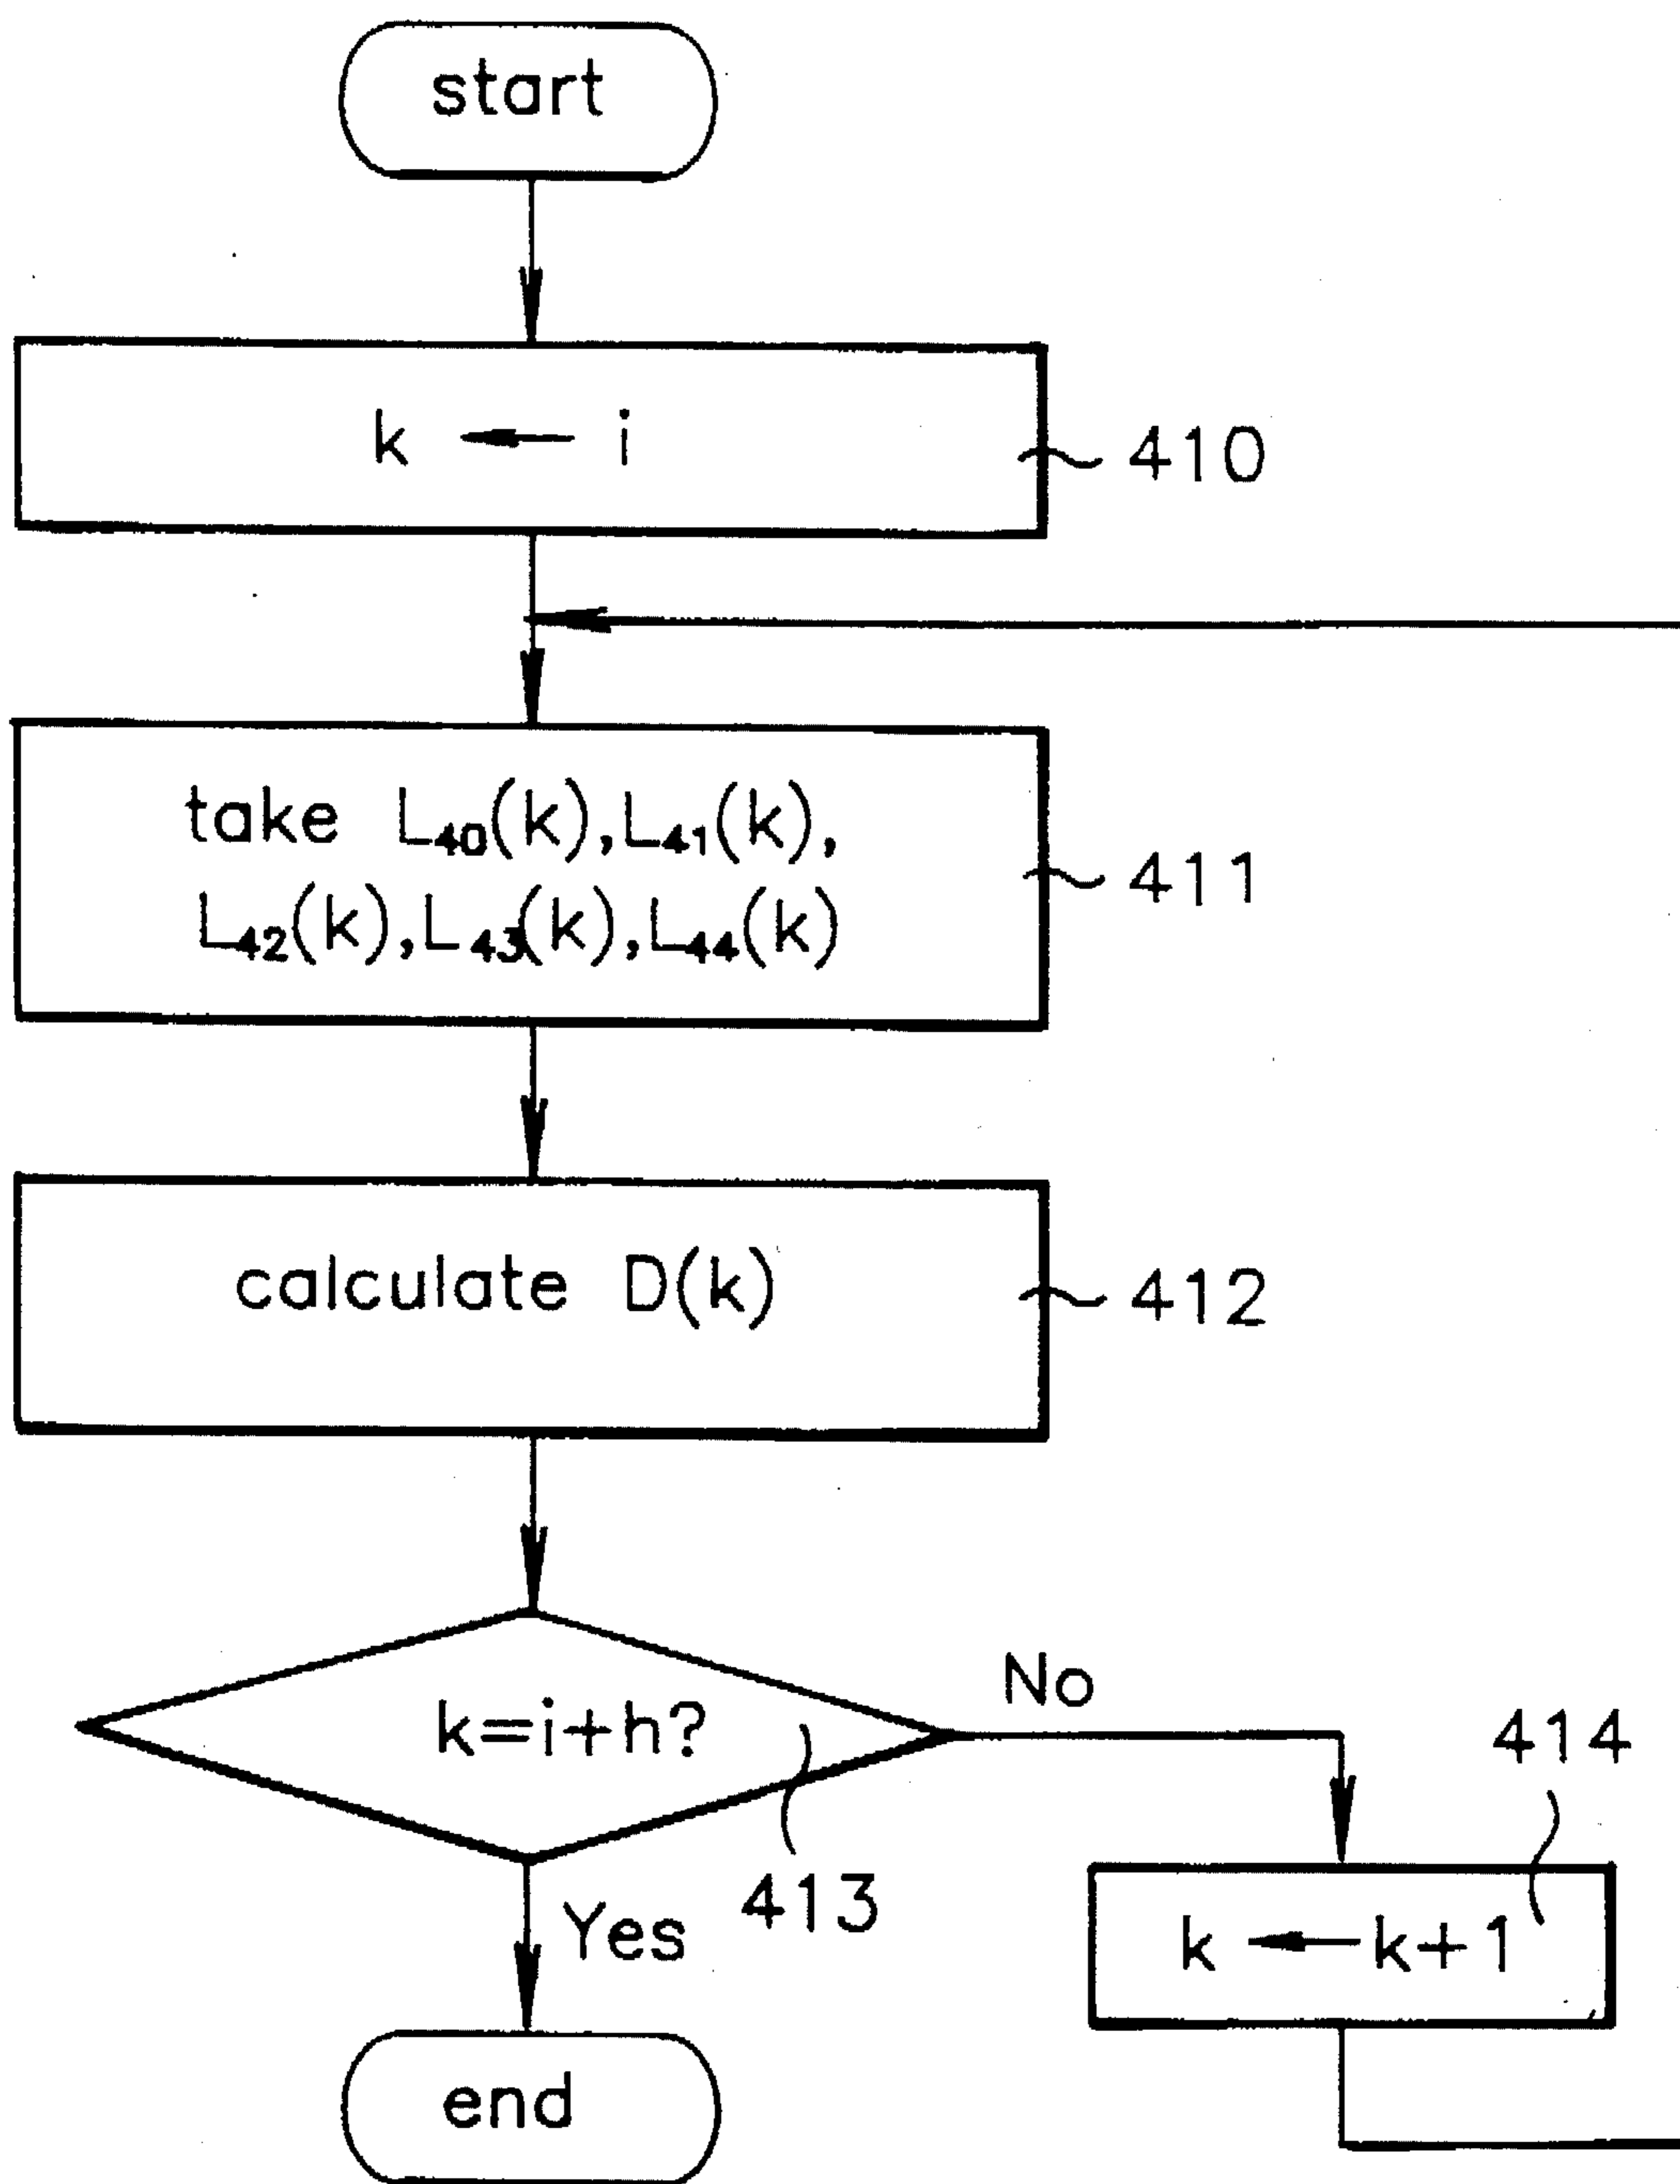 start
k ← i
410
take L₄₀(k),L₄₁(k),
L₄₂(k),L₄₃(k),L₄₄(k)
411
calculate D(k)
412
k=i+h?
No
413
Yes
414
k ← k+1
end